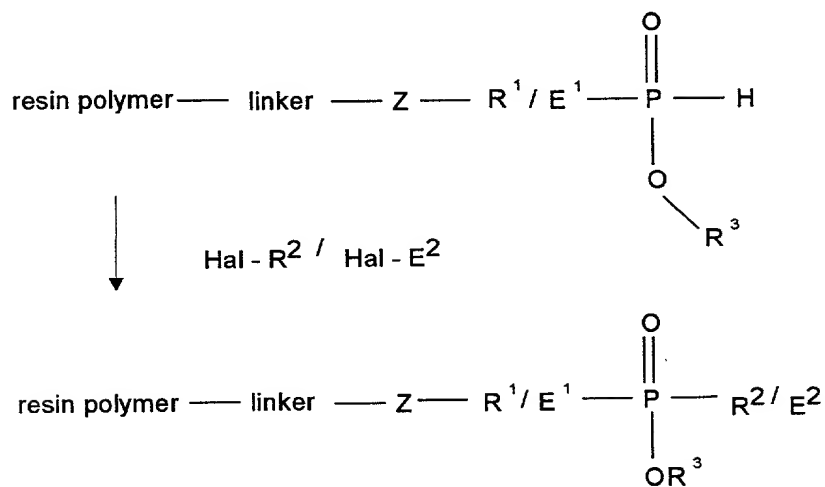 O
resin polymer — linker — Z — R¹ / E¹ — P — H
O
R³
Hal - R² / Hal - E²
O
resin polymer — linker — Z — R¹/ E¹ — P — R² / E²
OR³